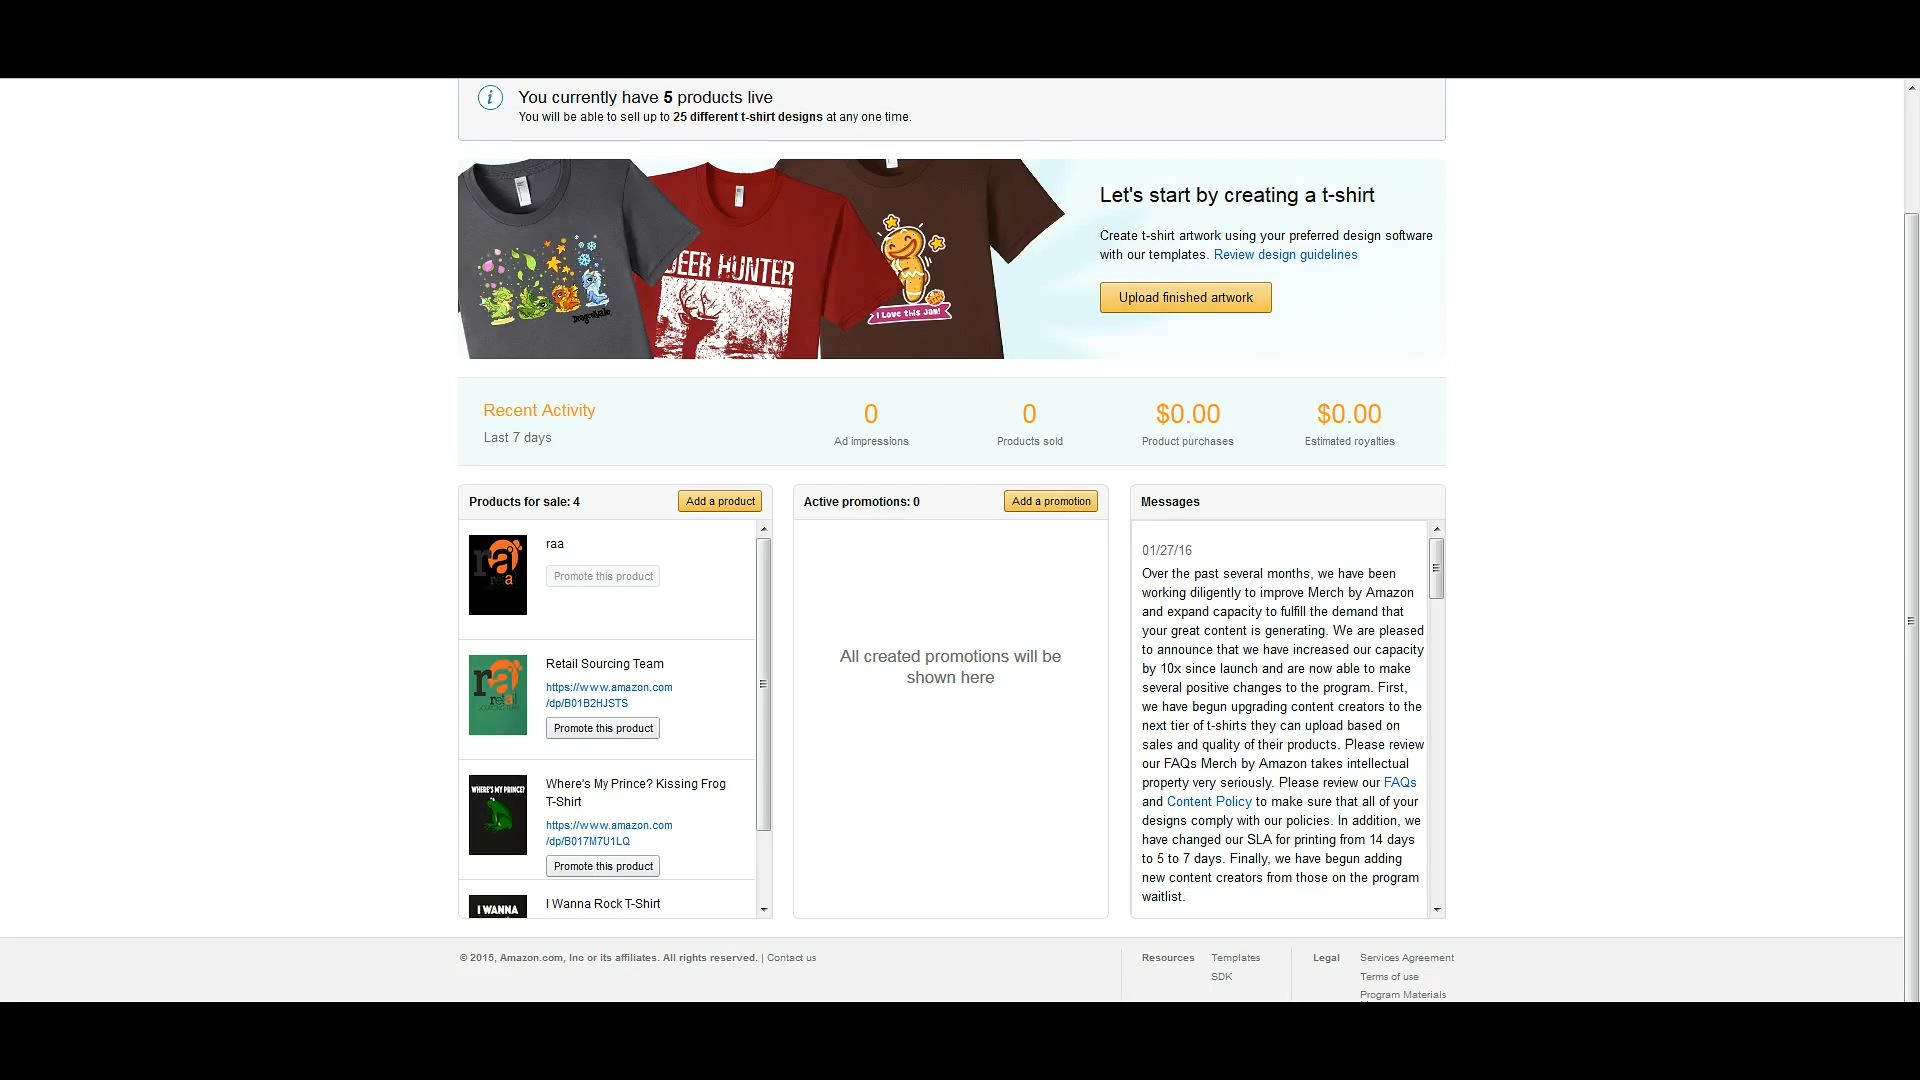 You currently have 5 products live
You will be able to sell up to 25 different t-shirt designs at any one time.
DEER HUNTER
I Love this Jam!
Let's start by creating a t-shirt
Create t-shirt artwork using your preferred design software
with our templates. Review design guidelines
Upload finished artwork
Recent Activity
Last 7 days
0
Ad impressions
0
Products sold
$0.00
Product purchases
$0.00
Estimated royalties
Products for sale: 4
Add a product
raa
Promote this product
Retail Sourcing Team
https://www.amazon.com
/dp/B01B2HJSTS
Promote this product
WHERE'S MY PRINCE?
Where's My Prince? Kissing Frog
T-Shirt
https://www.amazon.com
/dp/B017M7U1LQ
Promote this product
I WANNA
I Wanna Rock T-Shirt
Active promotions: 0
Add a promotion
All created promotions will be
shown here
Messages
01/27/16
Over the past several months, we have been
working diligently to improve Merch by Amazon
and expand capacity to fulfill the demand that
your great content is generating. We are pleased
to announce that we have increased our capacity
by 10x since launch and are now able to make
several positive changes to the program. First,
we have begun upgrading content creators to the
next tier of t-shirts they can upload based on
sales and quality of their products. Please review
our FAQs Merch by Amazon takes intellectual
property very seriously. Please review our FAQs
and Content Policy to make sure that all of your
designs comply with our policies. In addition, we
have changed our SLA for printing from 14 days
to 5 to 7 days. Finally, we have begun adding
new content creators from those on the program
waitlist.
© 2015, Amazon.com, Inc or its affiliates. All rights reserved. | Contact us
Resources
Templates
SDK
Legal
Services Agreement
Terms of use
Program Materials